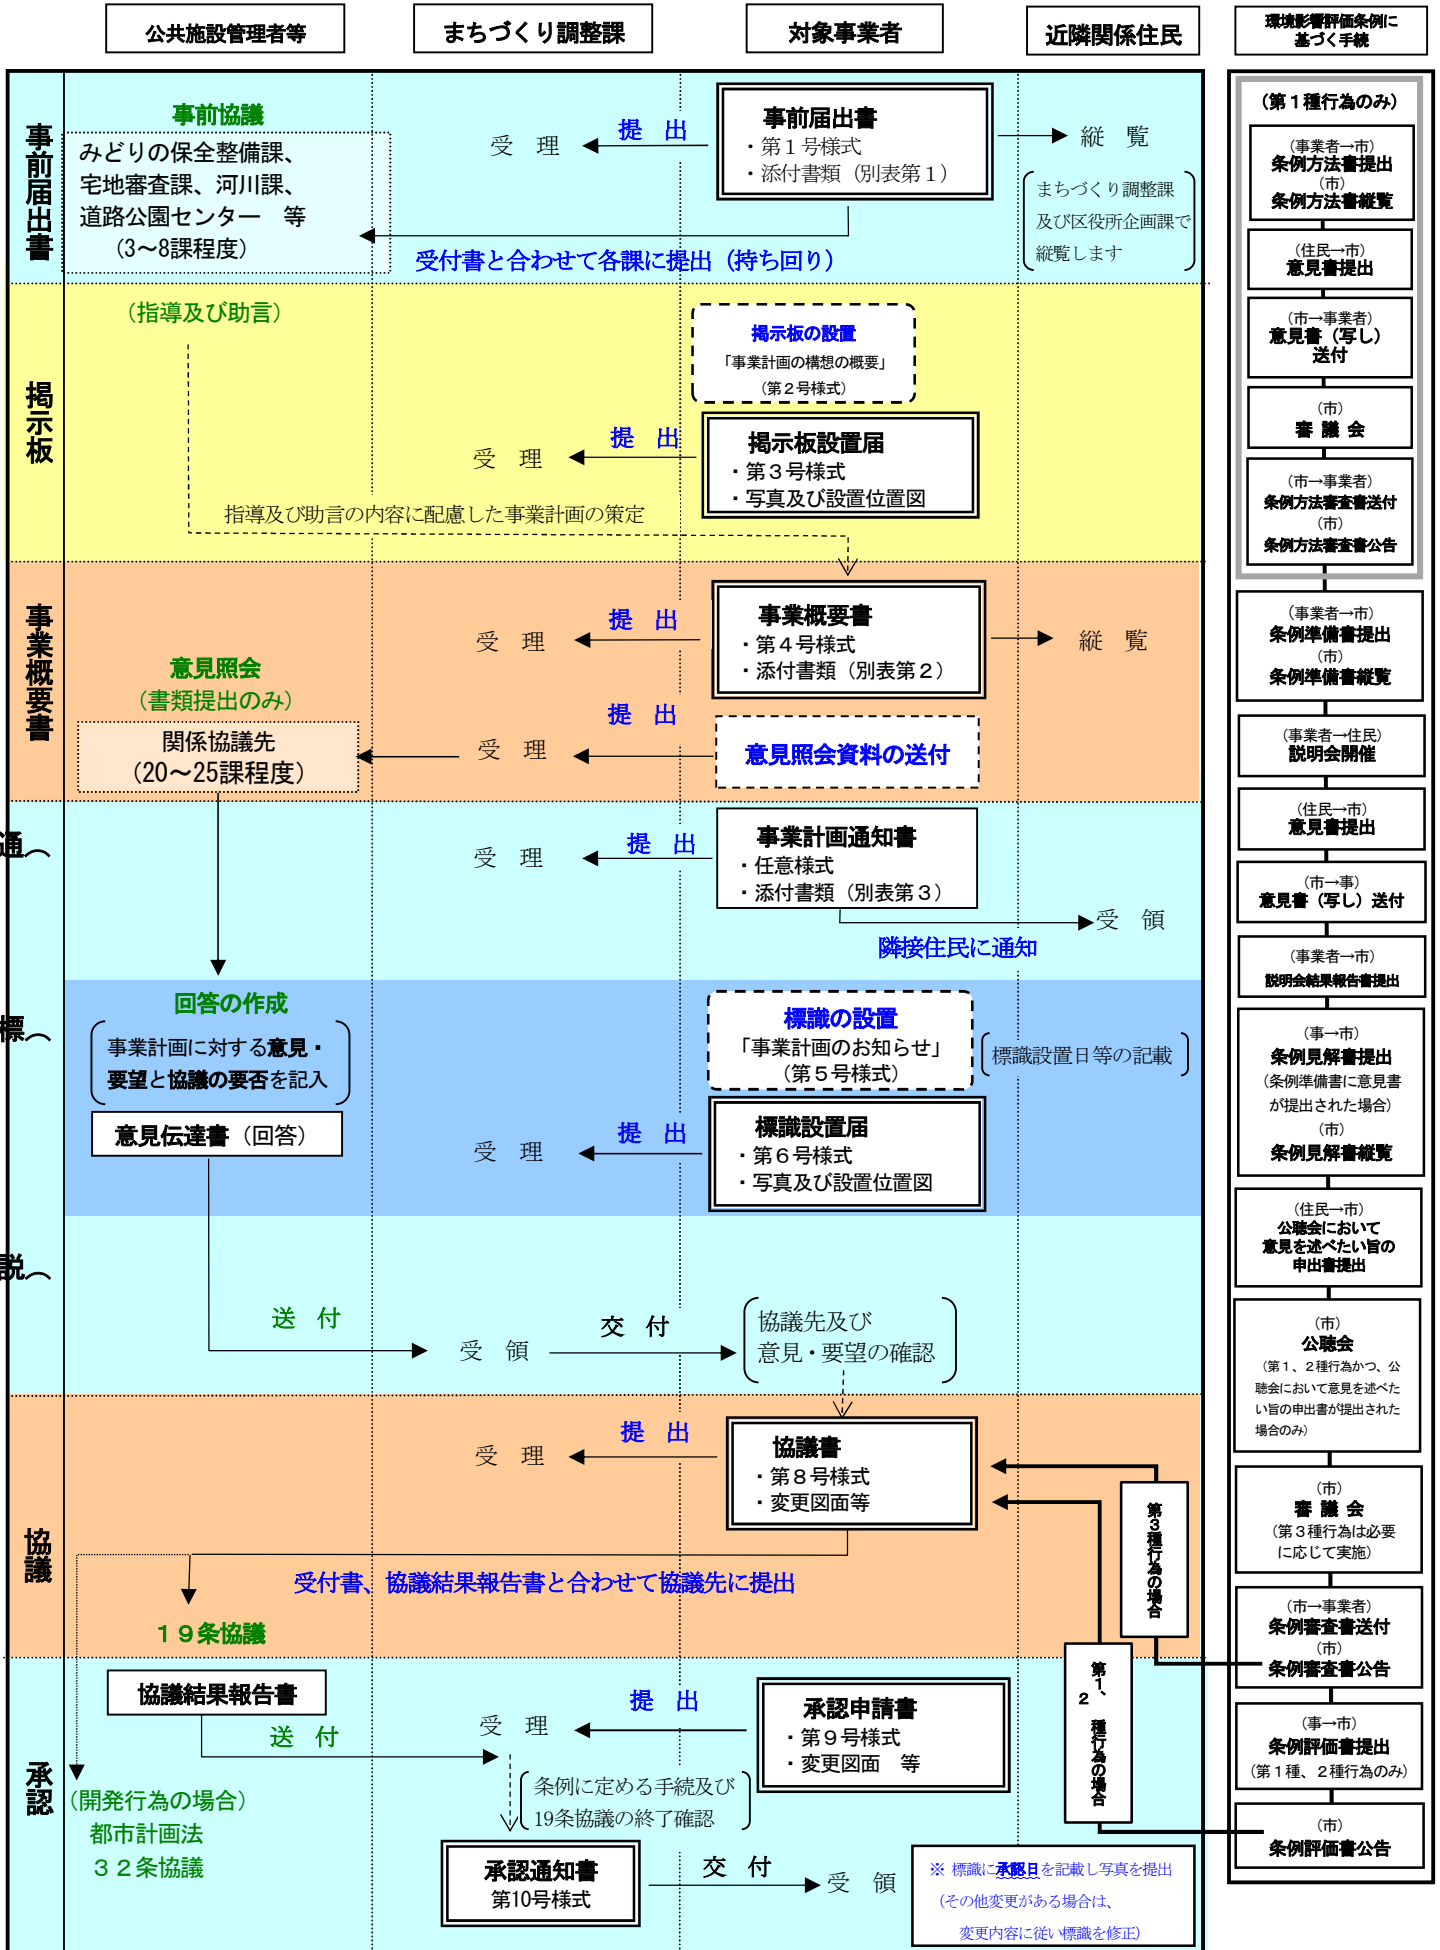 公共施設管理者等
まちづくり調整課
対象事業者
近隣関係住民
環境影響評価条例に
基づく手続
事前届出書
事前協議
みどりの保全整備課、
宅地審査課、河川課、
道路公園センター　等
（3～8課程度）
受　理
提　出
事前届出書
・第１号様式
・添付書類（別表第１）
縦　覧
まちづくり調整課
及び区役所企画課で
縦覧します
受付書と合わせて各課に提出（持ち回り）
掲示板
（指導及び助言）
掲示板の設置
「事業計画の構想の概要」
（第２号様式）
受　理
提　出
掲示板設置届
・第３号様式
・写真及び設置位置図
指導及び助言の内容に配慮した事業計画の策定
事業概要書
受　理
提　出
事業概要書
・第４号様式
・添付書類（別表第２）
縦　覧
意見照会
（書類提出のみ）
関係協議先
（20～25課程度）
受　理
提　出
意見照会資料の送付
通（
受　理
提　出
事業計画通知書
・任意様式
・添付書類（別表第３）
受　領
隣接住民に通知
標（
回答の作成
事業計画に対する意見・
要望と協議の要否を記入
意見伝達書（回答）
標識の設置
「事業計画のお知らせ」
（第５号様式）
標識設置日等の記載
受　理
提　出
標識設置届
・第６号様式
・写真及び設置位置図
説（
送　付
受　領
交　付
協議先及び
意見・要望の確認
協議
受　理
提　出
協議書
・第８号様式
・変更図面等
受付書、協議結果報告書と合わせて協議先に提出
１９条協議
第３種行為の場合
承認
協議結果報告書
送　付
受　理
提　出
承認申請書
・第９号様式
・変更図面　等
第１、２種行為の場合
（開発行為の場合）
都市計画法
３２条協議
条例に定める手続及び
19条協議の終了確認
承認通知書
第10号様式
交　付
受　領
※ 標識に承認日を記載し写真を提出
（その他変更がある場合は、
変更内容に従い標識を修正）
（第１種行為のみ）
（事業者→市）
条例方法書提出
（市）
条例方法書縦覧
（住民→市）
意見書提出
（市→事業者）
意見書（写し）
送付
（市）
審 議 会
（市→事業者）
条例方法審査書送付
（市）
条例方法審査書公告
（事業者→市）
条例準備書提出
（市）
条例準備書縦覧
（事業者→住民）
説明会開催
（住民→市）
意見書提出
（市→事）
意見書（写し）送付
（事業者→市）
説明会結果報告書提出
（事→市）
条例見解書提出
（条例準備書に意見書
が提出された場合）
（市）
条例見解書縦覧
（住民→市）
公聴会において
意見を述べたい旨の
申出書提出
（市）
公聴会
（第１、２種行為かつ、公
聴会において意見を述べた
い旨の申出書が提出された
場合のみ）
（市）
審 議 会
（第３種行為は必要
に応じて実施）
（市→事業者）
条例審査書送付
（市）
条例審査書公告
（事→市）
条例評価書提出
（第１種、２種行為のみ）
（市）
条例評価書公告